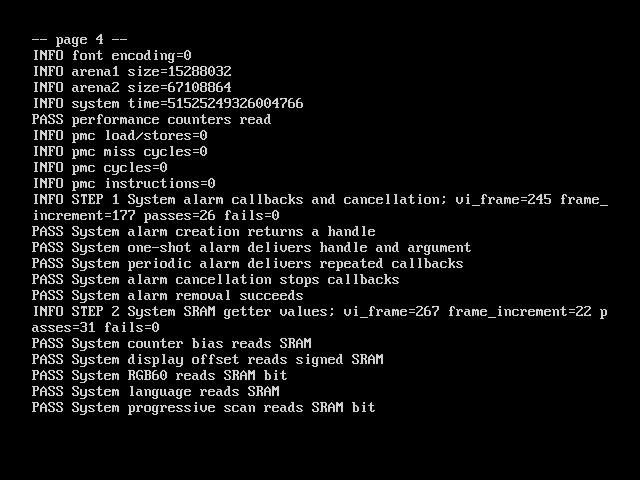 -- page 4 --
INFO font encoding=0
INFO arena1 size=15288032
INFO arena2 size=67108864
INFO system time=51525249326004766
PASS performance counters read
INFO pmc load/stores=0
INFO pmc miss cycles=0
INFO pmc cycles=0
INFO pmc instructions=0
INFO STEP 1 System alarm callbacks and cancellation; vi_frame=245 frame_
increment=177 passes=26 fails=0
PASS System alarm creation returns a handle
PASS System one-shot alarm delivers handle and argument
PASS System periodic alarm delivers repeated callbacks
PASS System alarm cancellation stops callbacks
PASS System alarm removal succeeds
INFO STEP 2 System SRAM getter values; vi_frame=267 frame_increment=22 p
asses=31 fails=0
PASS System counter bias reads SRAM
PASS System display offset reads signed SRAM
PASS System RGB60 reads SRAM bit
PASS System language reads SRAM
PASS System progressive scan reads SRAM bit